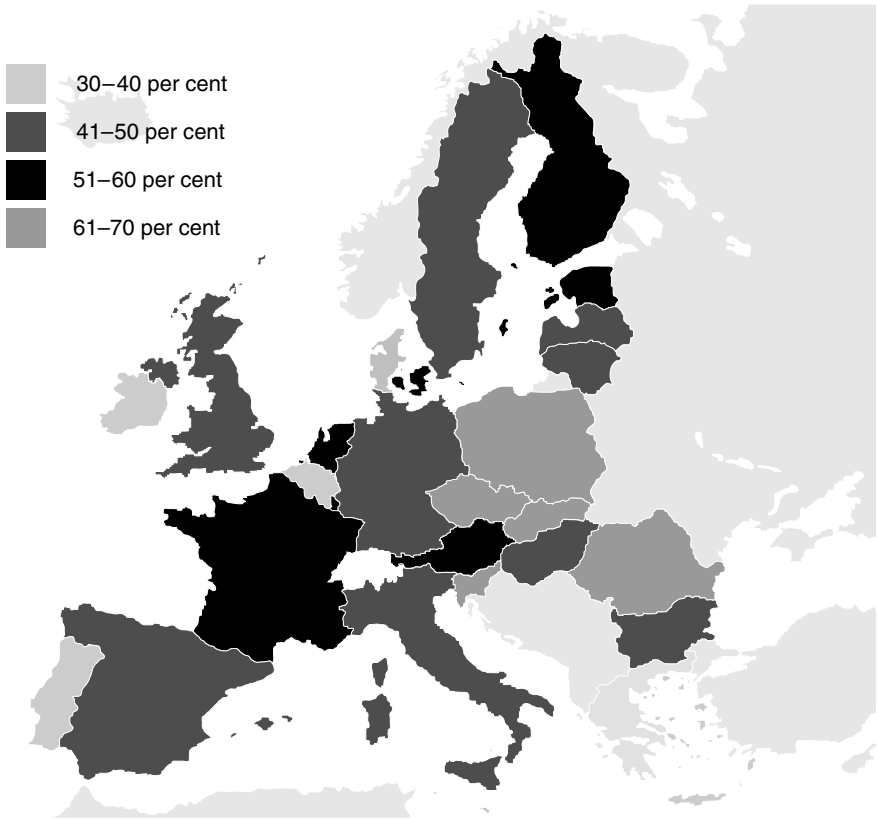 30–40 per cent
41–50 per cent
51–60 per cent
61–70 per cent